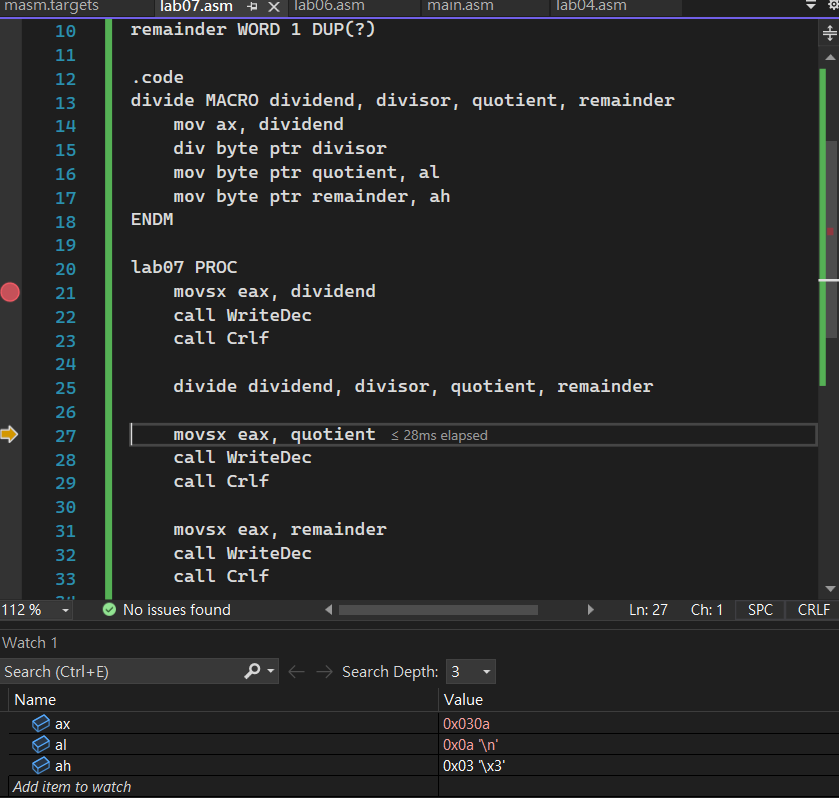 masm.targets lab07.asm lab06.asm main.asm lab04.asm
10 remainder WORD 1 DUP(?)
11
12 .code
13 divide MACRO dividend, divisor, quotient, remainder
14 mov ax, dividend
15 div byte ptr divisor
16 mov byte ptr quotient, al
17 mov byte ptr remainder, ah
18 ENDM
19
20 lab07 PROC
21 movsx eax, dividend
22 call WriteDec
23 call Crlf
24
25 divide dividend, divisor, quotient, remainder
26
27 movsx eax, quotient ≤ 28ms elapsed
28 call WriteDec
29 call Crlf
30
31 movsx eax, remainder
32 call WriteDec
33 call Crlf
112 % No issues found Ln: 27 Ch: 1 SPC CRLF
Watch 1
Search (Ctrl+E) Search Depth: 3
Name Value
ax 0x030a
al 0x0a '\n'
ah 0x03 '\x3'
Add item to watch